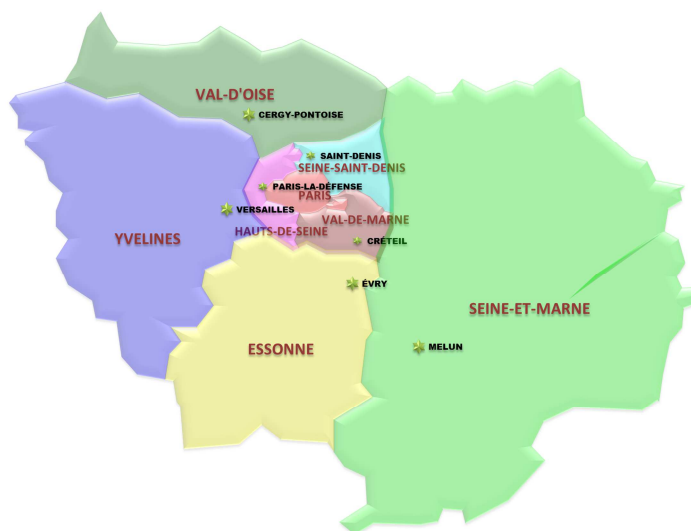 VAL-D'OISE
CERGY-PONTOISE
SAINT-DENIS
SEINE-SAINT-DENIS
PARIS-LA-DÉFENSE
PARIS
VERSAILLES
VAL-DE-MARNE
HAUTS-DE-SEINE
YVELINES
CRÉTEIL
ÉVRY
SEINE-ET-MARNE
ESSONNE
MELUN